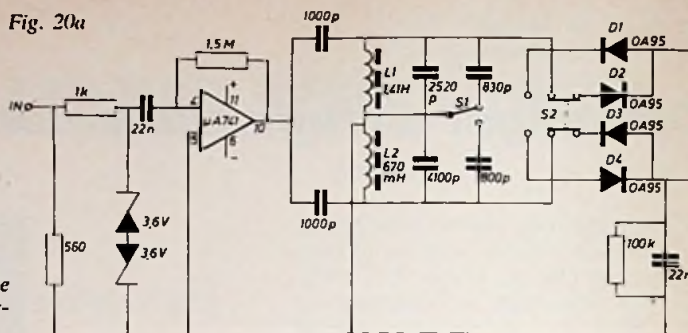 Fig. 20a
1000p
1,5 M
1k
IN
22n
4
+
11
μA741
10
5
6
-
3,6V
3,6V
560
e
-
1000p
L1
1,41H
2520
p
830p
S1
L2
670
mH
4100p
800p
S2
D1
OA95
D2
OA95
D3
OA95
D4
OA95
100k
22n